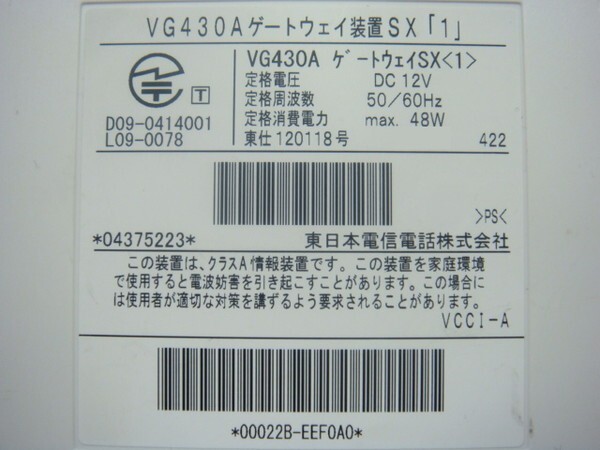 VG430Aゲートウェイ装置SX「1」
VG430A ゲートウェイSX<1>
定格電圧 DC 12V
定格周波数 50/60Hz
定格消費電力 max. 48W
東仕120118号 422
T
D09-0414001
L09-0078
>PS<
*04375223* 東日本電信電話株式会社
この装置は、クラスA情報装置です。この装置を家庭環境
で使用すると電波妨害を引き起こすことがあります。この場合に
は使用者が適切な対策を講ずるよう要求されることがあります。
VCCI-A
*00022B-EEF0A0*